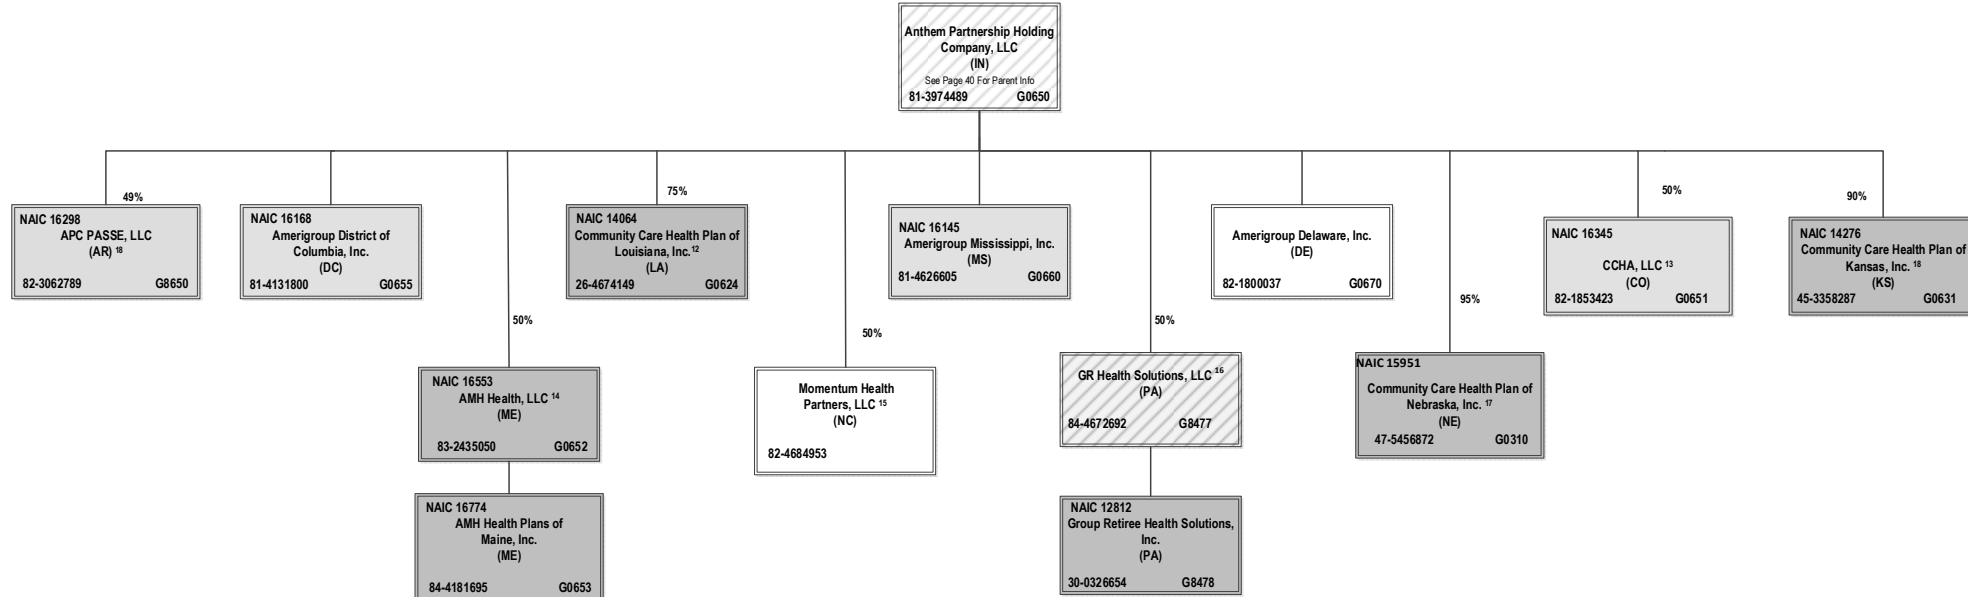 Anthem Partnership Holding
Company, LLC
(IN)
See Page 40 For Parent Info
81-3974489 G0650
49%
NAIC 16298
APC PASSE, LLC
(AR) 18
82-3062789 G8650
NAIC 16168
Amerigroup District of
Columbia, Inc.
(DC)
81-4131800 G0655
75%
NAIC 14064
Community Care Health Plan of
Louisiana, Inc. 12
(LA)
26-4674149 G0624
NAIC 16145
Amerigroup Mississippi, Inc.
(MS)
81-4626605 G0660
Amerigroup Delaware, Inc.
(DE)
82-1800037 G0670
50%
NAIC 16345
CCHA, LLC 13
(CO)
82-1853423 G0651
90%
NAIC 14276
Community Care Health Plan of
Kansas, Inc. 18
(KS)
45-3358287 G0631
50%
NAIC 16553
AMH Health, LLC 14
(ME)
83-2435050 G0652
50%
Momentum Health
Partners, LLC 15
(NC)
82-4684953
50%
GR Health Solutions, LLC 16
(PA)
84-4672692 G8477
95%
NAIC 15951
Community Care Health Plan of
Nebraska, Inc. 17
(NE)
47-5456872 G0310
NAIC 16774
AMH Health Plans of
Maine, Inc.
(ME)
84-4181695 G0653
NAIC 12812
Group Retiree Health Solutions,
Inc.
(PA)
30-0326654 G8478